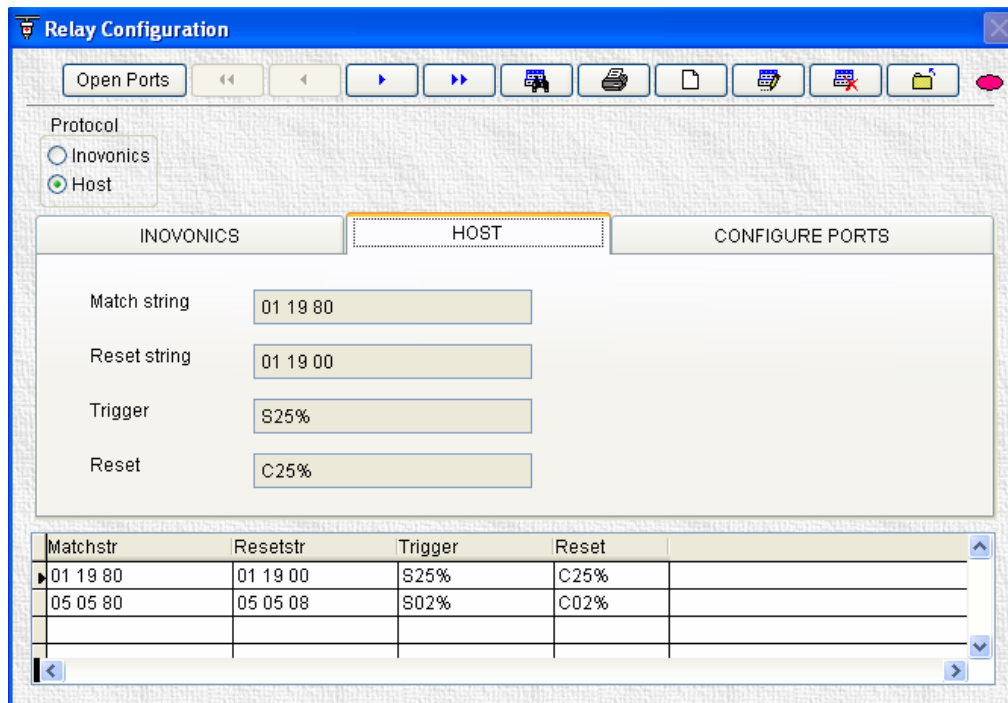 Relay Configuration
Open Ports
Protocol
Inovonics
Host
INOVONICS HOST CONFIGURE PORTS
Match string 01 19 80
Reset string 01 19 00
Trigger S25%
Reset C25%
Matchstr Resetstr Trigger Reset
01 19 80 01 19 00 S25% C25%
05 05 80 05 05 08 S02% C02%